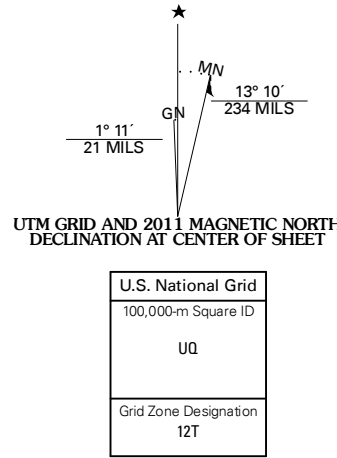 ★
MN
GN
13° 10´
234 MILS
1° 11´
21 MILS
UTM GRID AND 2011 MAGNETIC NORTH
DECLINATION AT CENTER OF SHEET
U.S. National Grid
100,000-m Square ID
UQ
Grid Zone Designation
12T